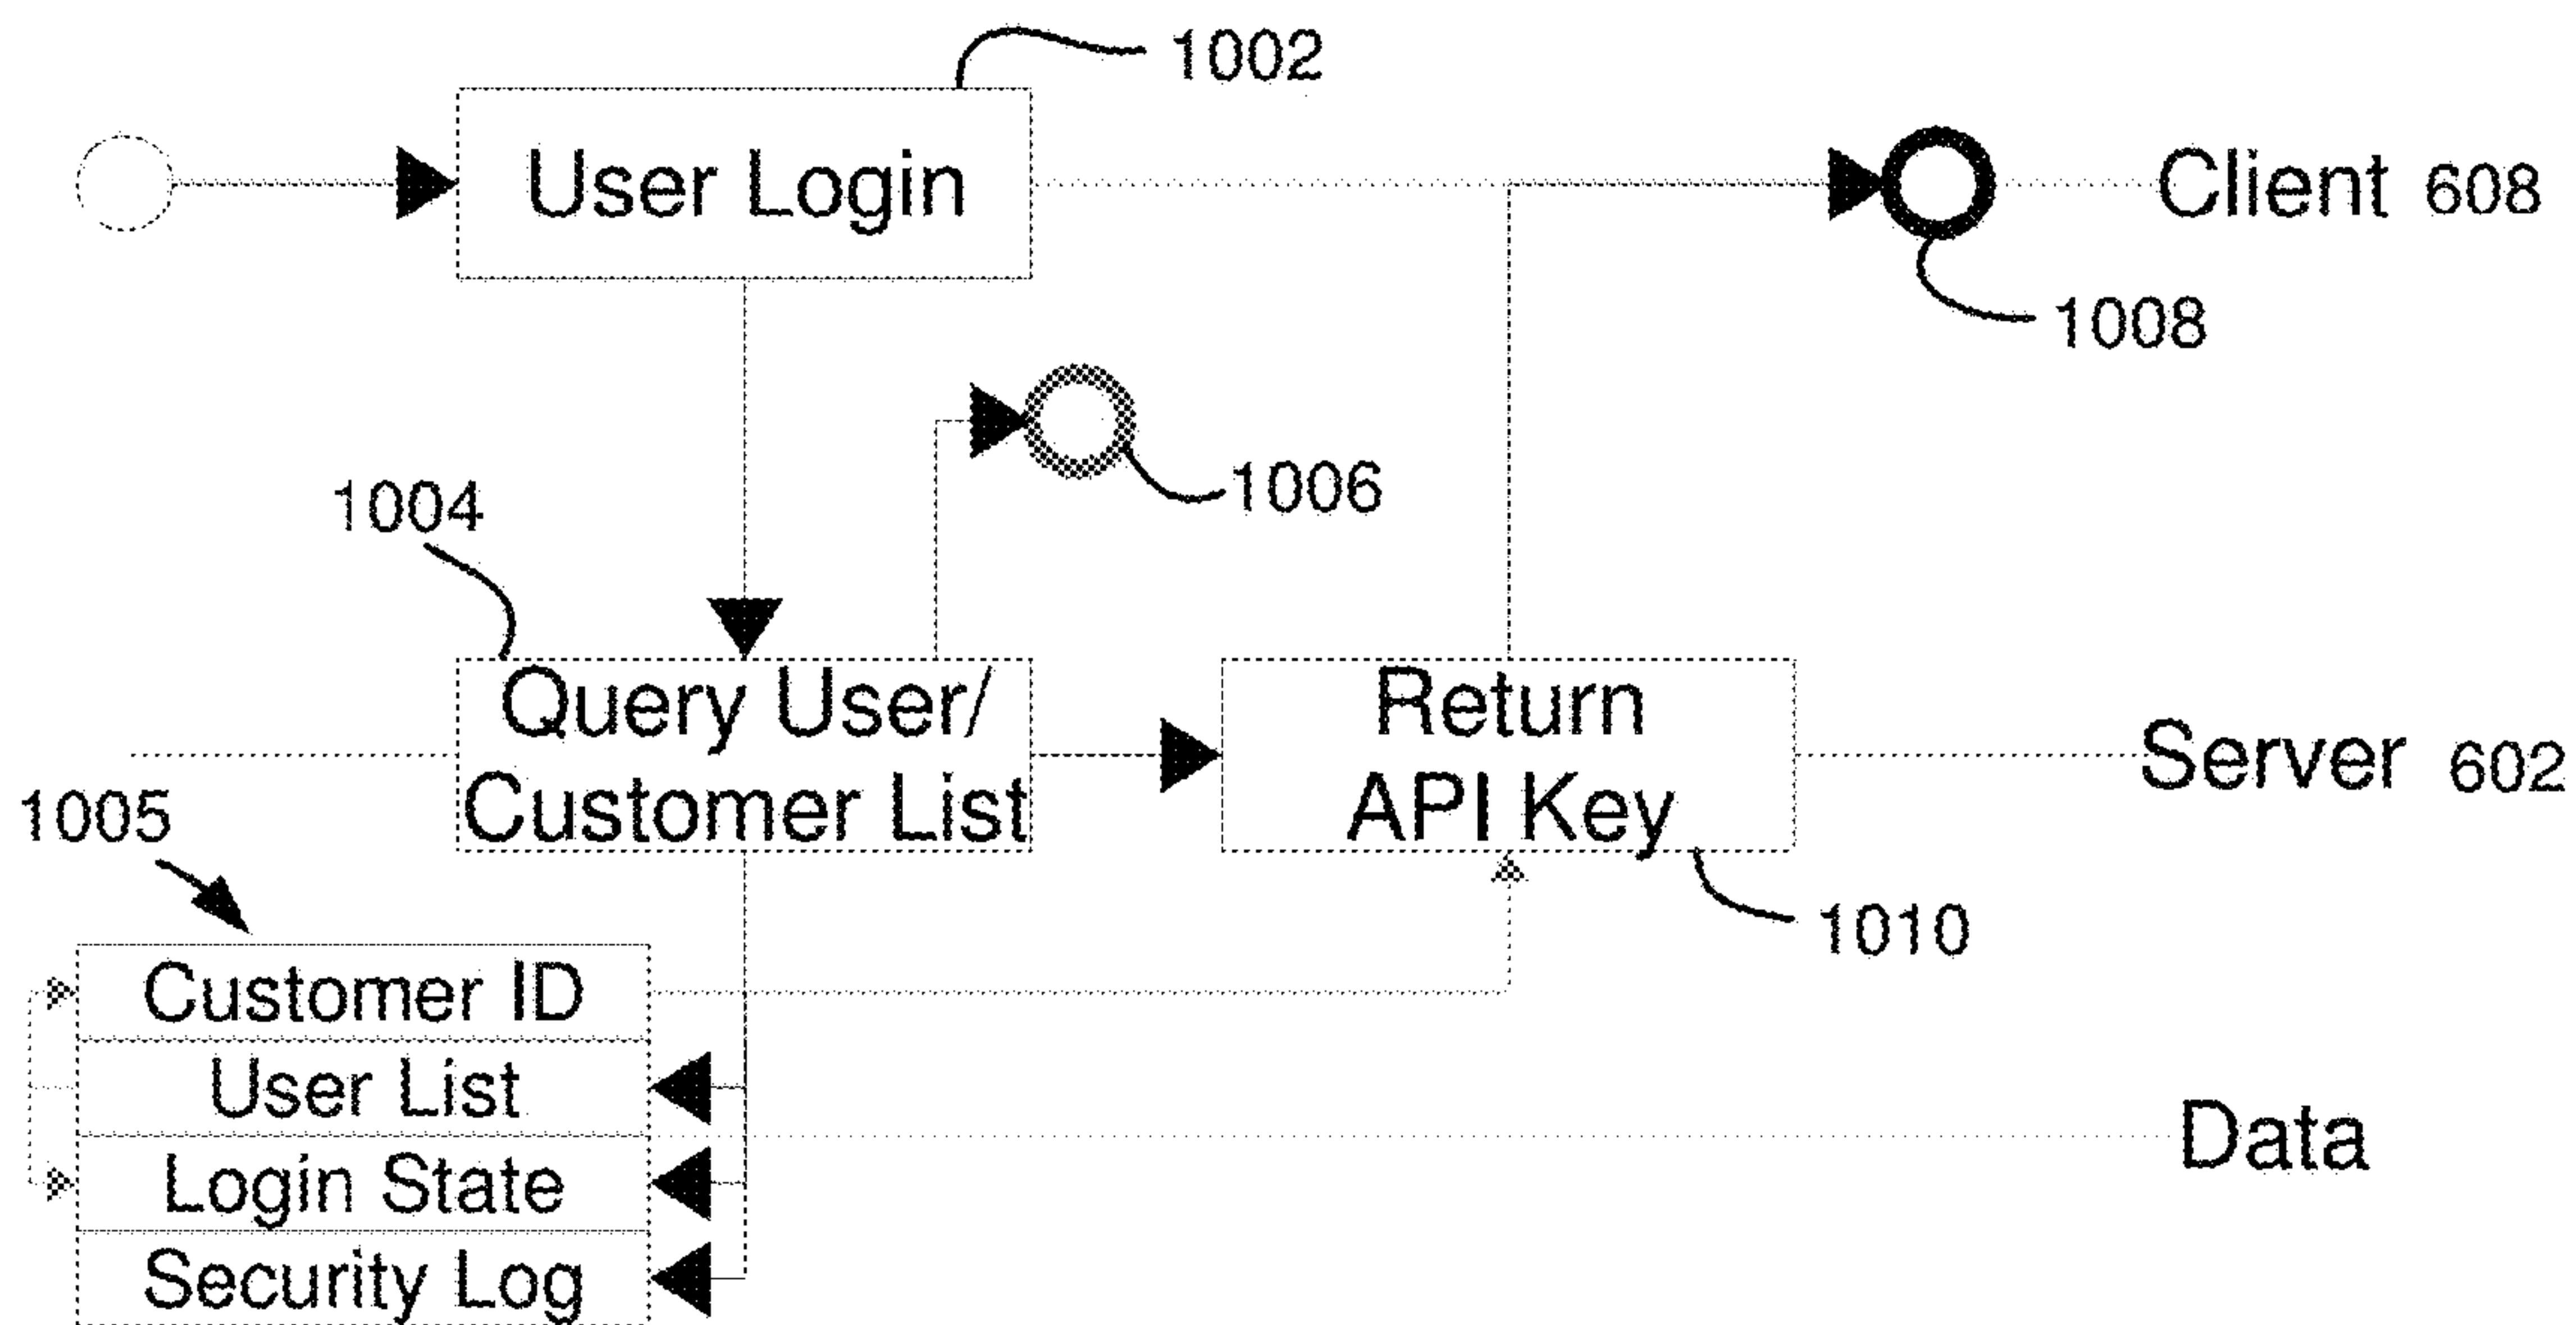 1002
User Login
Client 608
1008
1006
1004
Query User/
Customer List
Return
API Key
Server 602
1005
1010
Customer ID
User List
Login State
Security Log
Data